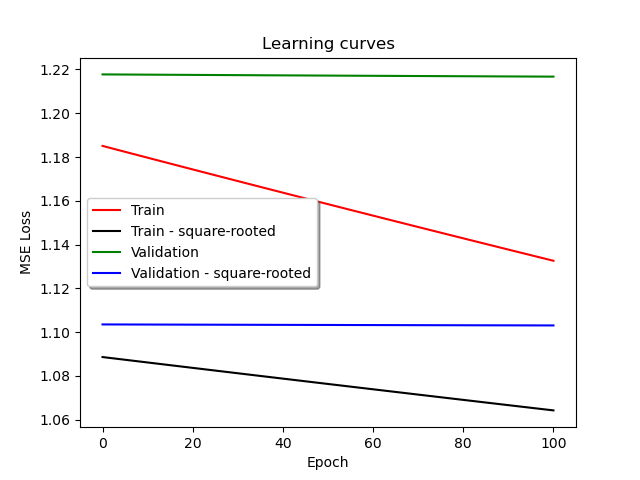 Learning curves
MSE Loss
1.22
1.20
1.18
1.16
1.14
1.12
1.10
1.08
1.06
Train
Train - square-rooted
Validation
Validation - square-rooted
0 20 40 60 80 100
Epoch